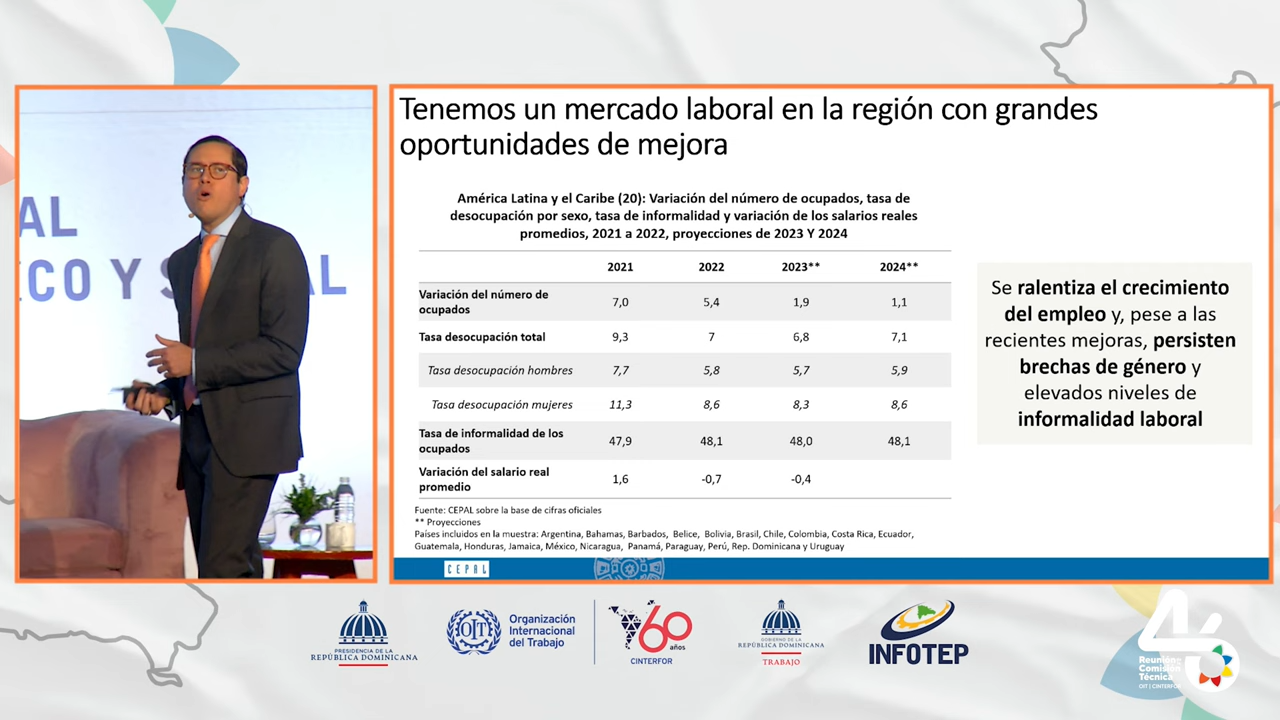 AL
CO Y S
AL
Tenemos un mercado laboral en la región con grandes
oportunidades de mejora
América Latina y el Caribe (20): Variación del número de ocupados, tasa de
desocupación por sexo, tasa de informalidad y variación de los salarios reales
promedios, 2021 a 2022, proyecciones de 2023 Y 2024
2021 2022 2023** 2024**
Variación del número de
ocupados 7,0 5,4 1,9 1,1
Tasa desocupación total 9,3 7 6,8 7,1
Tasa desocupación hombres 7,7 5,8 5,7 5,9
Tasa desocupación mujeres 11,3 8,6 8,3 8,6
Tasa de informalidad de los
ocupados 47,9 48,1 48,0 48,1
Variación del salario real
promedio 1,6 -0,7 -0,4
Fuente: CEPAL sobre la base de cifras oficiales
** Proyecciones
Países incluidos en la muestra: Argentina, Bahamas, Barbados, Belice, Bolivia, Brasil, Chile, Colombia, Costa Rica, Ecuador,
Guatemala, Honduras, Jamaica, México, Nicaragua, Panamá, Paraguay, Perú, Rep. Dominicana y Uruguay
Se ralentiza el crecimiento
del empleo y, pese a las
recientes mejoras, persisten
brechas de género y
elevados niveles de
informalidad laboral
CEPAL
PRESIDENCIA DE LA
REPÚBLICA DOMINICANA
OIT
Organización
Internacional
del Trabajo
60
años
CINTERFOR
GOBIERNO DE LA
REPÚBLICA DOMINICANA
TRABAJO
INFOTEP
46
Reunión
Comisión
Técnica
OIT | CINTERFOR